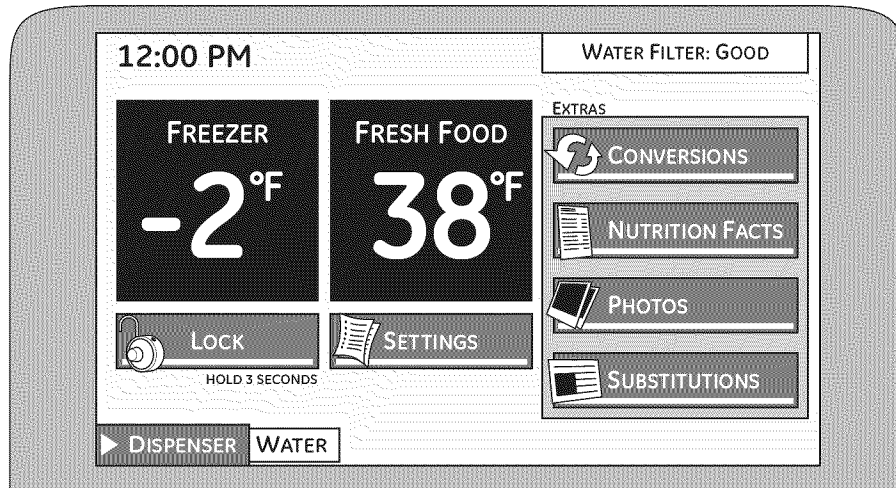 12:00 PM
WATER FILTER: GOOD
FREEZER
-2°F
FRESH FOOD
38°F
LOCK
HOLD 3 SECONDS
SETTINGS
EXTRAS
CONVERSIONS
NUTRITION FACTS
PHOTOS
SUBSTITUTIONS
DISPENSER
WATER